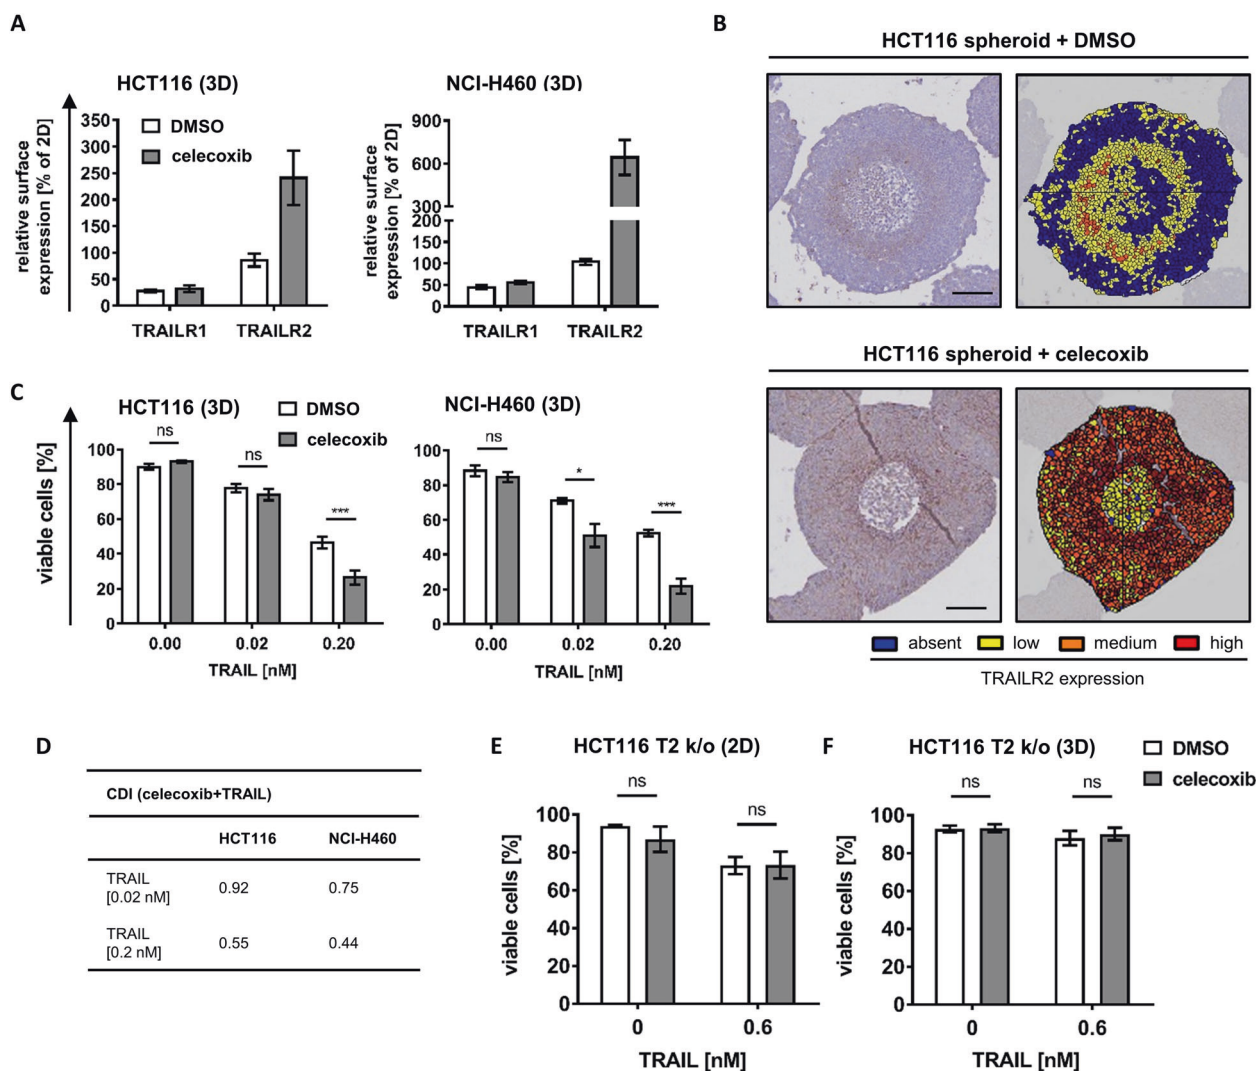 A
HCT116 (3D)
relative surface
expression [% of 2D]
350
300
250
200
150
100
50
0
DMSO
celecoxib
TRAILR1
TRAILR2
NCI-H460 (3D)
relative surface
expression [% of 2D]
900
600
300
200
150
100
50
0
TRAILR1
TRAILR2
B
HCT116 spheroid + DMSO
HCT116 spheroid + celecoxib
absent
low
medium
high
TRAILR2 expression
C
HCT116 (3D)
DMSO
celecoxib
viable cells [%]
100
80
60
40
20
0
ns
ns
***
0.00
0.02
0.20
TRAIL [nM]
NCI-H460 (3D)
100
80
60
40
20
0
ns
*
***
0.00
0.02
0.20
TRAIL [nM]
D
CDI (celecoxib+TRAIL)
HCT116 NCI-H460
TRAIL
[0.02 nM] 0.92 0.75
TRAIL
[0.2 nM] 0.55 0.44
E
HCT116 T2 k/o (2D)
viable cells [%]
100
80
60
40
20
0
ns
ns
0
0.6
TRAIL [nM]
F
HCT116 T2 k/o (3D)
DMSO
celecoxib
viable cells [%]
100
80
60
40
20
0
ns
ns
0
0.6
TRAIL [nM]